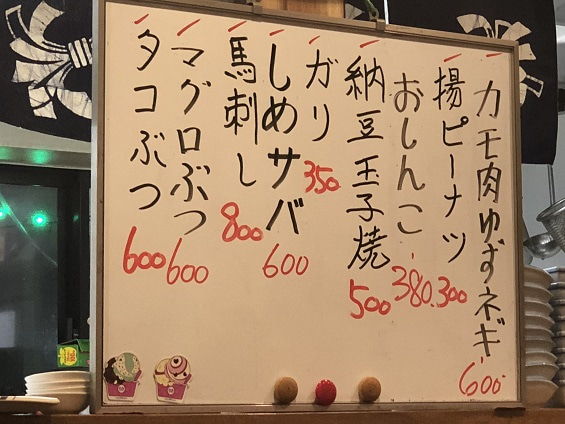 カモ肉ゆずネギ 600
揚ピーナツ 300
おしんこ 380
納豆玉子焼 500
ガリ 350
しめサバ 600
馬刺し 800
マグロぶつ 600
タコぶつ 600